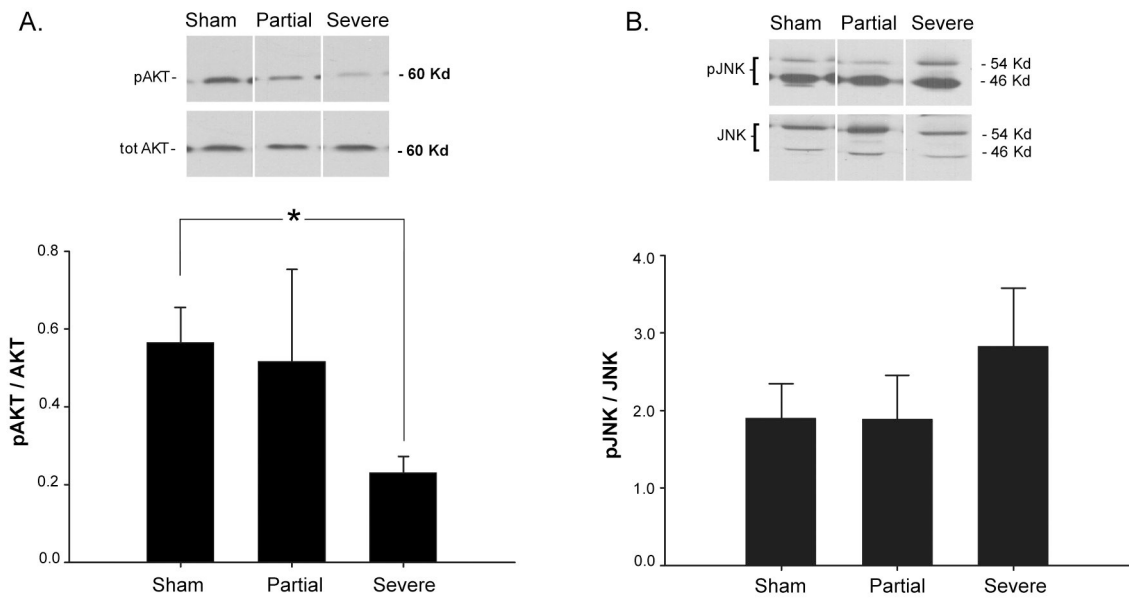 A.
Sham Partial Severe
pAKT-
- 60 Kd
tot AKT-
- 60 Kd
*
0.8
0.6
0.4
0.2
0.0
pAKT / AKT
Sham Partial Severe
B.
Sham Partial Severe
pJNK
- 54 Kd
- 46 Kd
JNK
- 54 Kd
- 46 Kd
4.0
3.0
2.0
1.0
0.0
pJNK / JNK
Sham Partial Severe